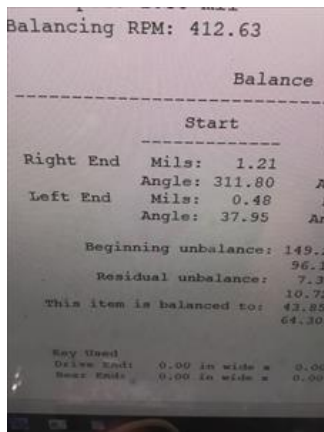 Balancing RPM: 412.63
Balance
Start
Right End Mils: 1.21
Angle: 311.80
Left End Mils: 0.48
Angle: 37.95
Beginning unbalance: 149.
96.1
Residual unbalance: 7.3
10.7
This item is balanced to: 43.85
64.30
Key Used
Drive End: 0.00 in wide x 0.00
Near End: 0.00 in wide x 0.00